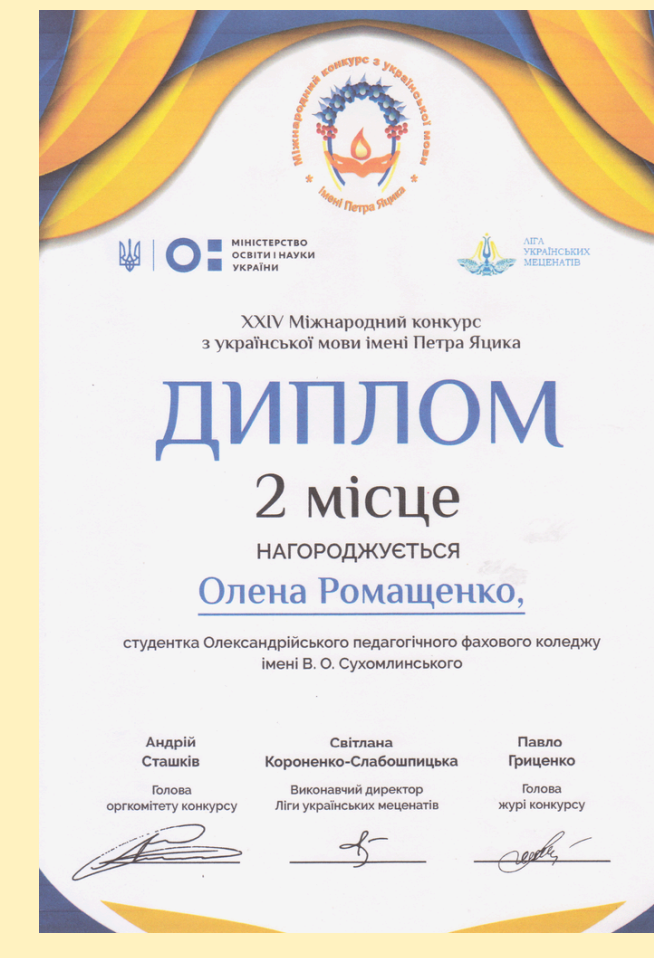 Міжнародний конкурс з української мови
імені Петра Яцика
МІНІСТЕРСТВО
ОСВІТИ І НАУКИ
УКРАЇНИ
ЛІГА
УКРАЇНСЬКИХ
МЕЦЕНАТІВ
XXIV Міжнародний конкурс
з української мови імені Петра Яцика
ДИПЛОМ
2 місце
НАГОРОДЖУЄТЬСЯ
Олена Ромащенко,
студентка Олександрійського педагогічного фахового коледжу
імені В. О. Сухомлинського
Андрій
Сташків
Голова
оргкомітету конкурсу
Світлана
Короненко-Слабошпицька
Виконавчий директор
Ліги українських меценатів
Павло
Гриценко
Голова
журі конкурсу